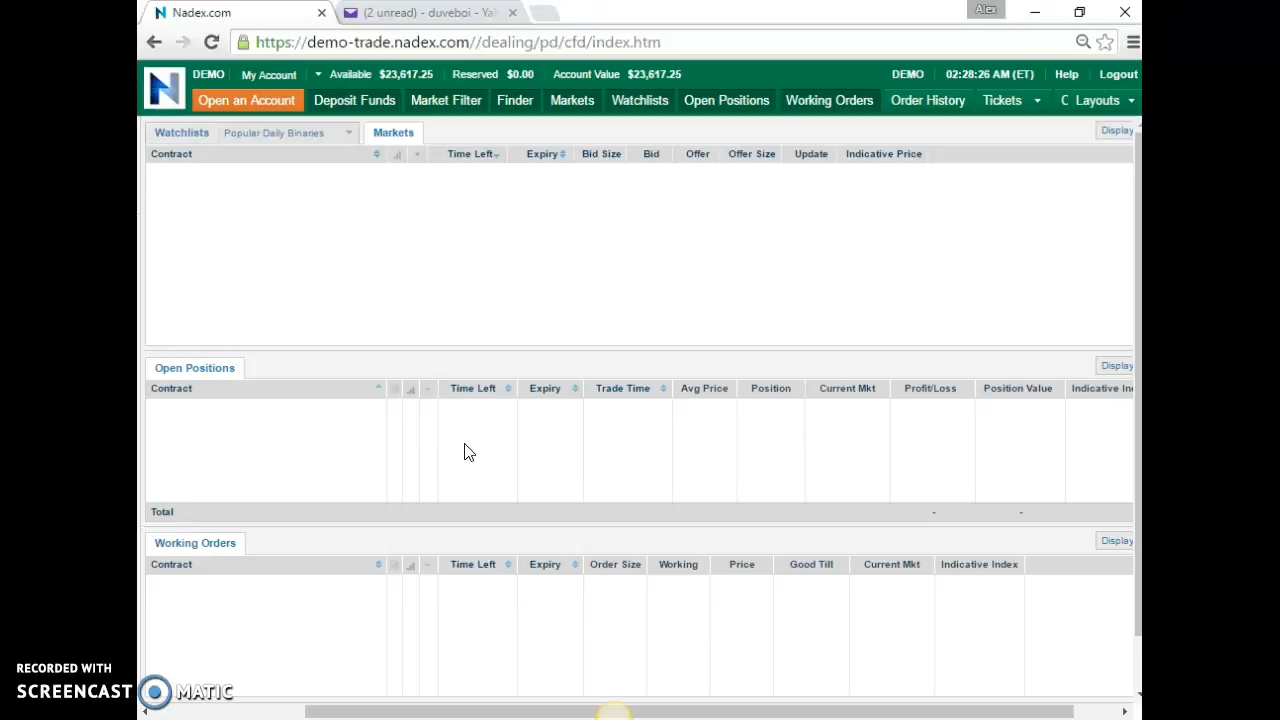 Nadex.com
(2 unread) - duveboi - Yah
Alex
https://demo-trade.nadex.com//dealing/pd/cfd/index.htm
DEMO My Account Available $23,617.25 Reserved $0.00 Account Value $23,617.25 DEMO 02:28:26 AM (ET) Help Logout
N Open an Account Deposit Funds Market Filter Finder Markets Watchlists Open Positions Working Orders Order History Tickets C Layouts
Watchlists Popular Daily Binaries Markets Display
Contract Time Left Expiry Bid Size Bid Offer Offer Size Update Indicative Price
Open Positions Display
Contract Time Left Expiry Trade Time Avg Price Position Current Mkt Profit/Loss Position Value Indicative In
Total - -
Working Orders Display
Contract Time Left Expiry Order Size Working Price Good Till Current Mkt Indicative Index
RECORDED WITH
SCREENCAST MATIC